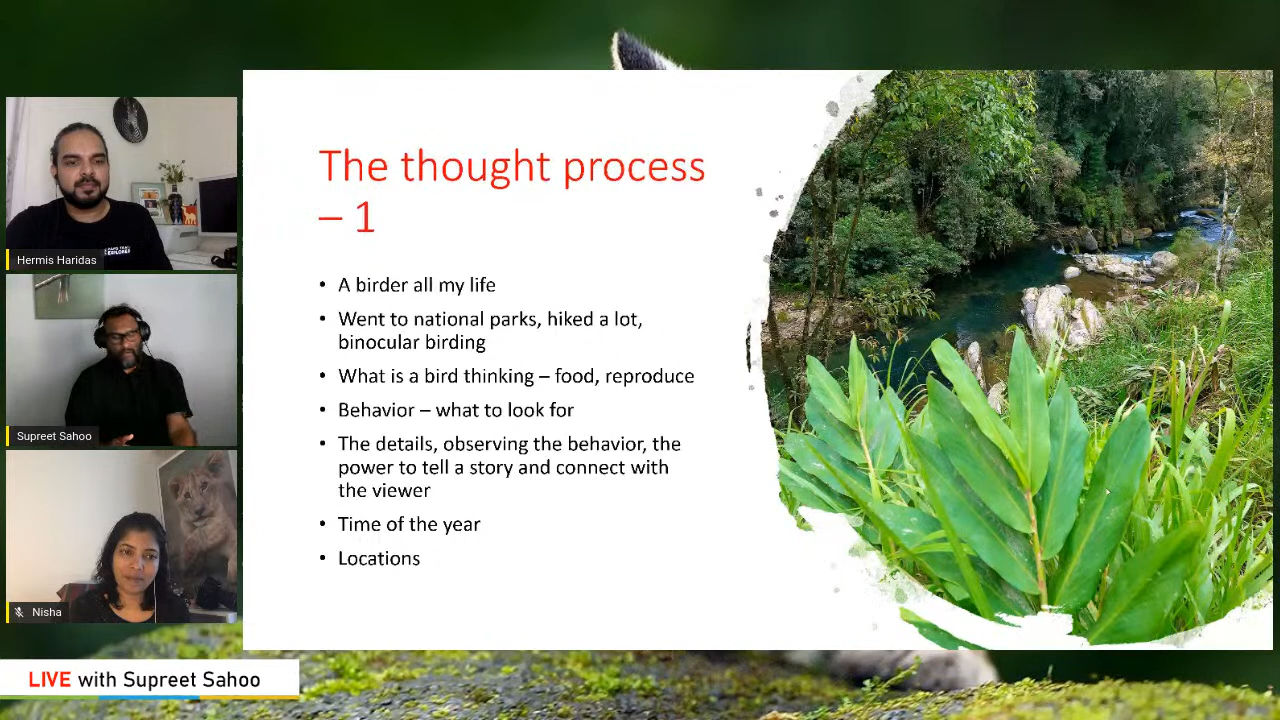 The thought process
– 1
• A birder all my life
• Went to national parks, hiked a lot,
binocular birding
• What is a bird thinking – food, reproduce
• Behavior – what to look for
• The details, observing the behavior, the
power to tell a story and connect with
the viewer
• Time of the year
• Locations
Hermis Haridas
Supreet Sahoo
Nisha
LIVE with Supreet Sahoo